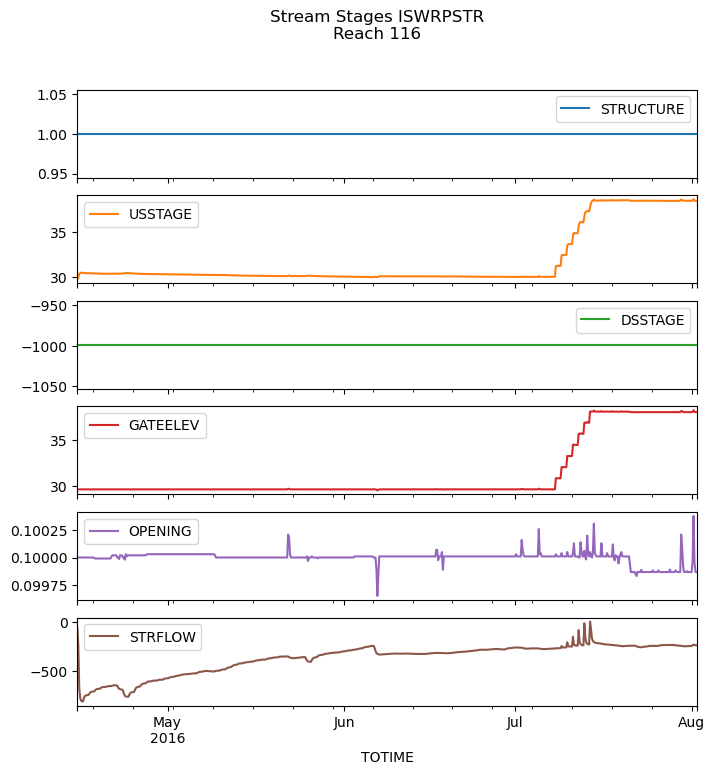 Stream Stages ISWRPSTR
Reach 116
1.05
1.00
0.95
STRUCTURE
35
30
USSTAGE
−950
−1000
−1050
DSSTAGE
35
30
GATEELEV
0.10025
0.10000
0.09975
OPENING
0
−500
STRFLOW
May
2016
Jun
Jul
Aug
TOTIME